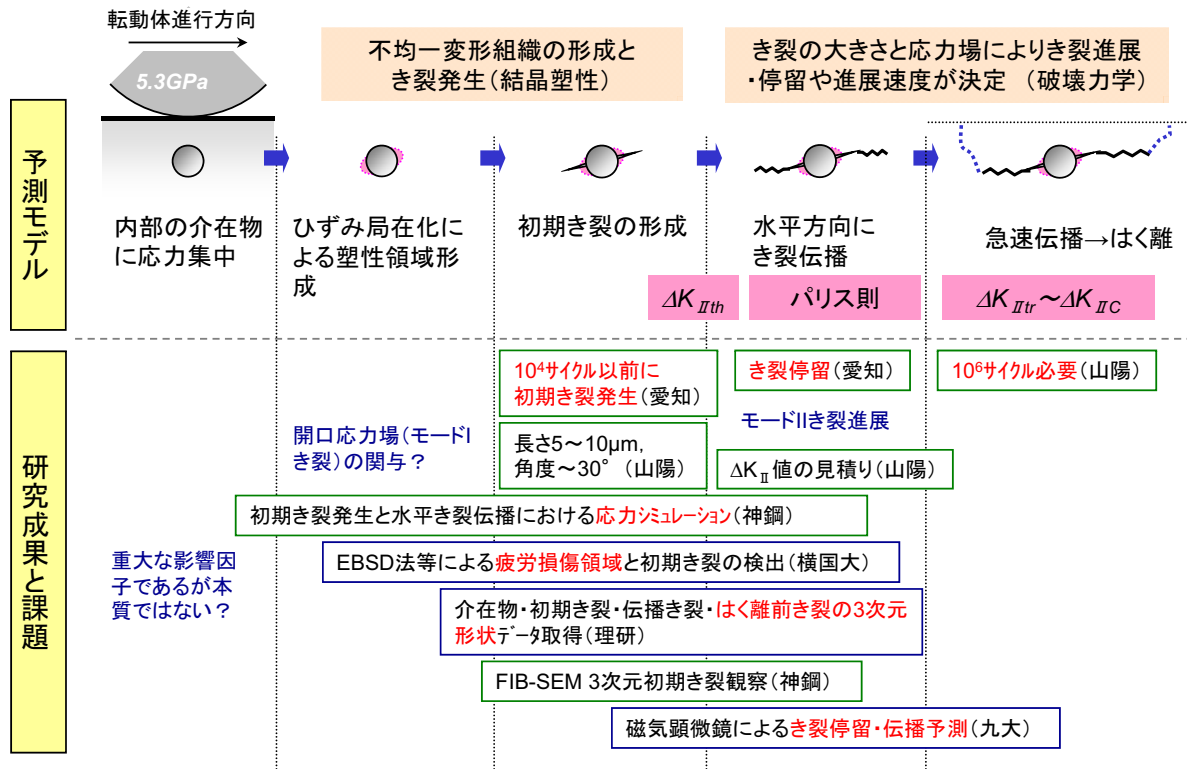 転動体進行方向
5.3GPa
不均一変形組織の形成と
き裂発生(結晶塑性)
き裂の大きさと応力場によりき裂進展
・停留や進展速度が決定 (破壊力学)
予測モデル
内部の介在物
に応力集中
ひずみ局在化に
よる塑性領域形
成
初期き裂の形成
水平方向に
き裂伝播
急速伝播→はく離
ΔKⅡth
パリス則
ΔKⅡtr~ΔKⅡC
研究成果と課題
10⁴サイクル以前に
初期き裂発生(愛知)
き裂停留(愛知)
10⁶サイクル必要(山陽)
開口応力場(モードI
き裂)の関与?
長さ5~10μm,
角度~30° (山陽)
モードIIき裂進展
ΔKⅡ値の見積り(山陽)
初期き裂発生と水平き裂伝播における応力シミュレーション(神鋼)
重大な影響因
子であるが本
質ではない?
EBSD法等による疲労損傷領域と初期き裂の検出(横国大)
介在物・初期き裂・伝播き裂・はく離前き裂の3次元
形状データ取得(理研)
FIB-SEM 3次元初期き裂観察(神鋼)
磁気顕微鏡によるき裂停留・伝播予測(九大)